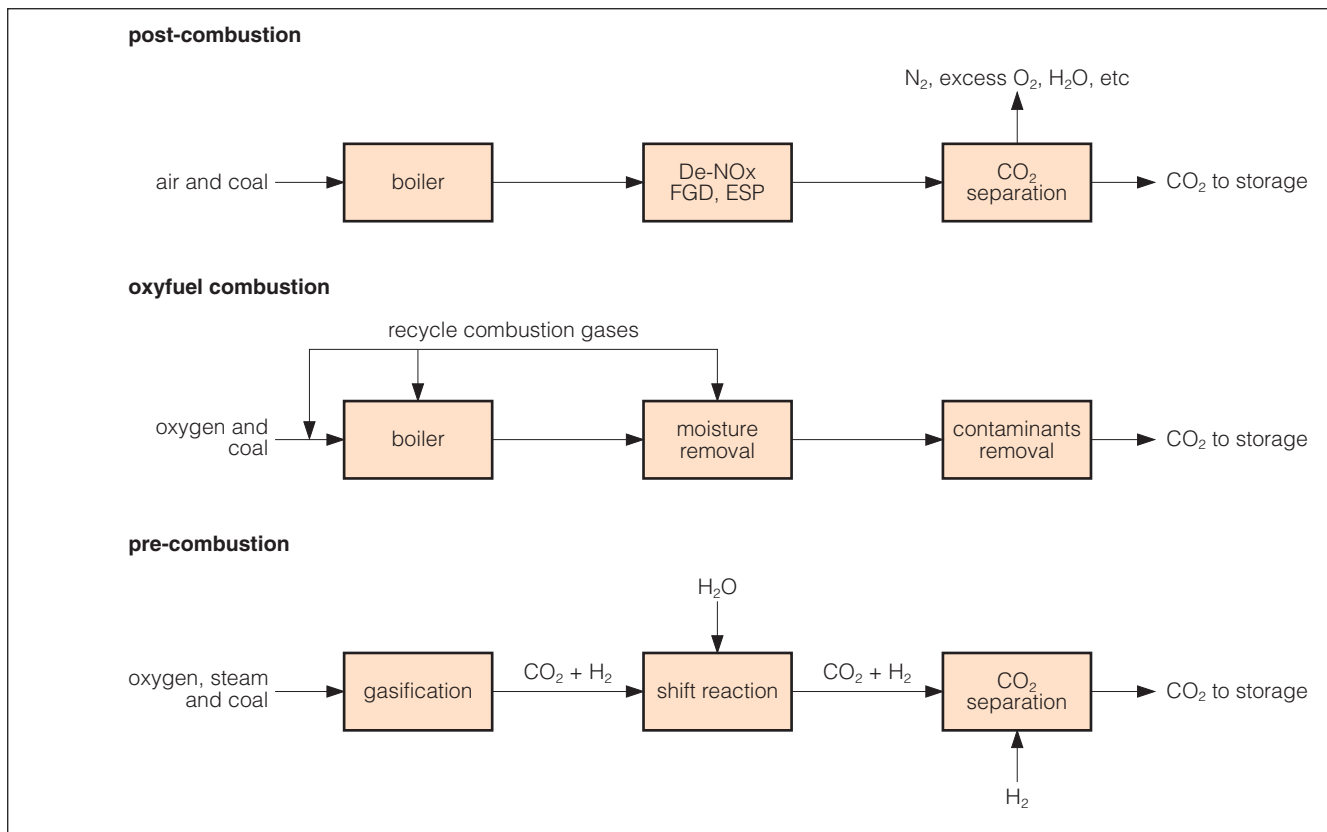 post-combustion
N₂, excess O₂, H₂O, etc
air and coal
boiler
De-NOx
FGD, ESP
CO₂
separation
CO₂ to storage
oxyfuel combustion
recycle combustion gases
oxygen and
coal
boiler
moisture
removal
contaminants
removal
CO₂ to storage
pre-combustion
H₂O
oxygen, steam
and coal
gasification
CO₂ + H₂
shift reaction
CO₂ + H₂
CO₂
separation
CO₂ to storage
H₂